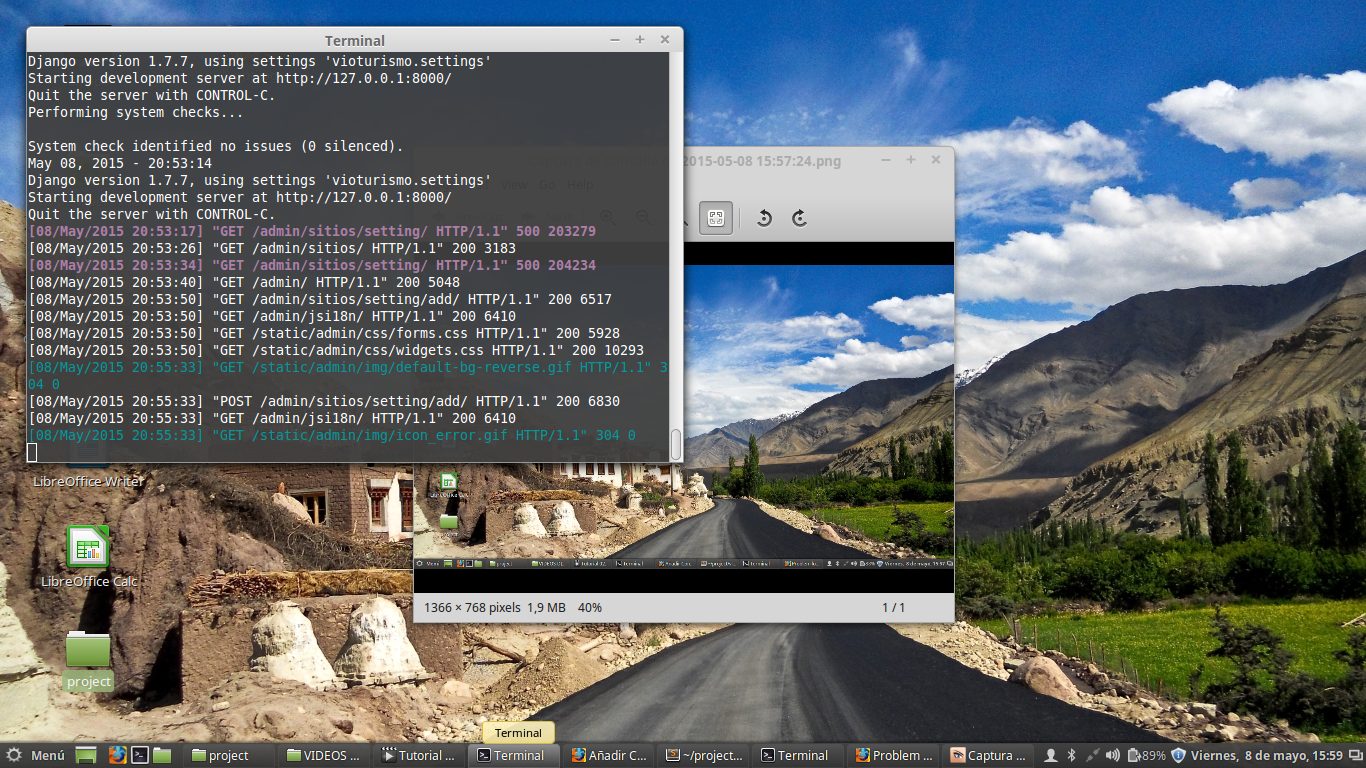 Terminal
Django version 1.7.7, using settings 'vioturismo.settings'
Starting development server at http://127.0.0.1:8000/
Quit the server with CONTROL-C.
Performing system checks...
System check identified no issues (0 silenced).
May 08, 2015 - 20:53:14
Django version 1.7.7, using settings 'vioturismo.settings'
Starting development server at http://127.0.0.1:8000/
Quit the server with CONTROL-C.
[08/May/2015 20:53:17] "GET /admin/sitios/setting/ HTTP/1.1" 500 203279
[08/May/2015 20:53:26] "GET /admin/sitios/ HTTP/1.1" 200 3183
[08/May/2015 20:53:34] "GET /admin/sitios/setting/ HTTP/1.1" 500 204234
[08/May/2015 20:53:40] "GET /admin/ HTTP/1.1" 200 5048
[08/May/2015 20:53:50] "GET /admin/sitios/setting/add/ HTTP/1.1" 200 6517
[08/May/2015 20:53:50] "GET /admin/jsi18n/ HTTP/1.1" 200 6410
[08/May/2015 20:53:50] "GET /static/admin/css/forms.css HTTP/1.1" 200 5928
[08/May/2015 20:53:50] "GET /static/admin/css/widgets.css HTTP/1.1" 200 10293
[08/May/2015 20:55:33] "GET /static/admin/img/default-bg-reverse.gif HTTP/1.1" 3
04 0
[08/May/2015 20:55:33] "POST /admin/sitios/setting/add/ HTTP/1.1" 200 6830
[08/May/2015 20:55:33] "GET /admin/jsi18n/ HTTP/1.1" 200 6410
[08/May/2015 20:55:33] "GET /static/admin/img/icon_error.gif HTTP/1.1" 304 0
2015-05-08 15:57:24.png
View Go Help
1366 × 768 pixels 1,9 MB 40%
1 / 1
LibreOffice Writer
LibreOffice Calc
project
Terminal
Menú
project
VIDEOS ...
Tutorial ...
Terminal
Añadir C...
~/project...
Terminal
Problem ...
Captura ...
89%
Viernes, 8 de mayo, 15:59